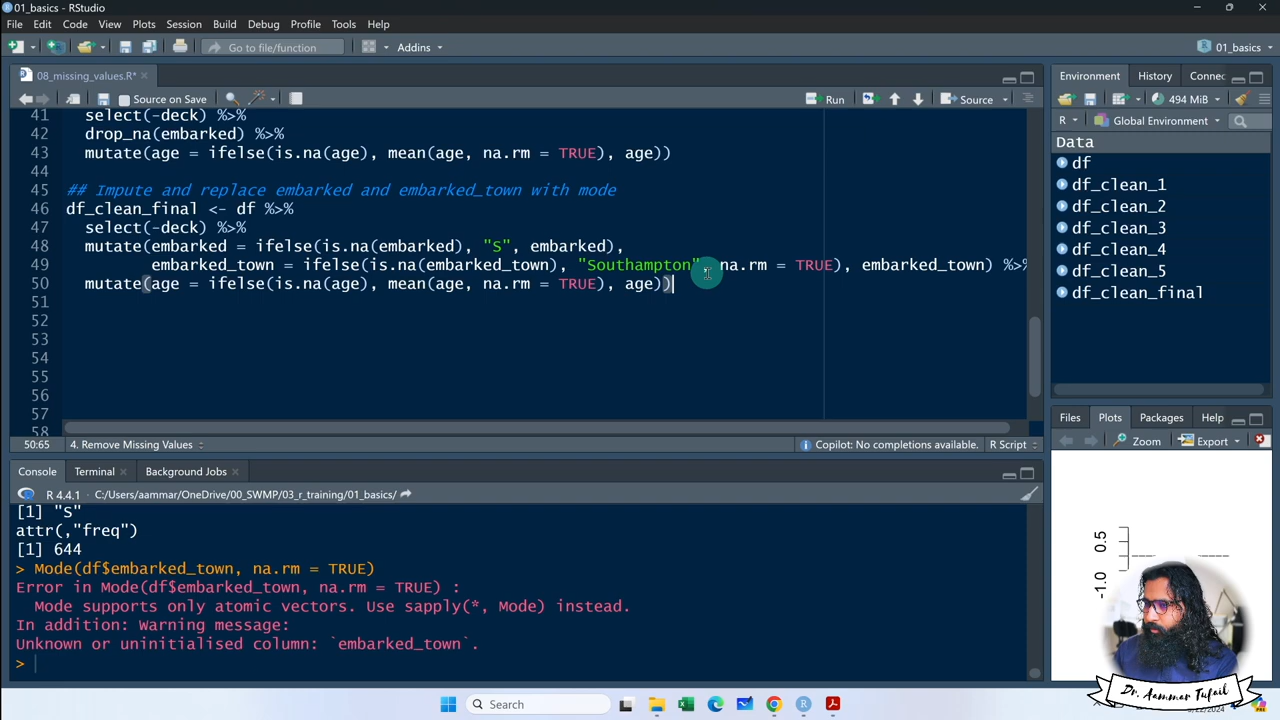 01_basics - RStudio
File Edit Code View Plots Session Build Debug Profile Tools Help
Go to file/function
Addins
01_basics
08_missing_values.R*
Source on Save
Run
Source
41 select(-deck) %>%
42 drop_na(embarked) %>%
43 mutate(age = ifelse(is.na(age), mean(age, na.rm = TRUE), age))
44
45 ## Impute and replace embarked and embarked_town with mode
46 df_clean_final <- df %>%
47 select(-deck) %>%
48 mutate(embarked = ifelse(is.na(embarked), "S", embarked),
49 embarked_town = ifelse(is.na(embarked_town), "Southampton", na.rm = TRUE), embarked_town) %>%
50 mutate(age = ifelse(is.na(age), mean(age, na.rm = TRUE), age))
51
52
53
54
55
56
57
58
50:65 4. Remove Missing Values
Copilot: No completions available.
R Script
Console Terminal Background Jobs
R 4.4.1 · C:/Users/aammar/OneDrive/00_SWMP/03_r_training/01_basics/
[1] "S"
attr(,"freq")
[1] 644
> Mode(df$embarked_town, na.rm = TRUE)
Error in Mode(df$embarked_town, na.rm = TRUE) :
Mode supports only atomic vectors. Use sapply(*, Mode) instead.
In addition: Warning message:
Unknown or uninitialised column: `embarked_town`.
>
Environment History Connec
494 MiB
R Global Environment
Data
df
df_clean_1
df_clean_2
df_clean_3
df_clean_4
df_clean_5
df_clean_final
Files Plots Packages Help
Zoom Export
0.5
-1.0
Dr. Aammar Tufail
Search